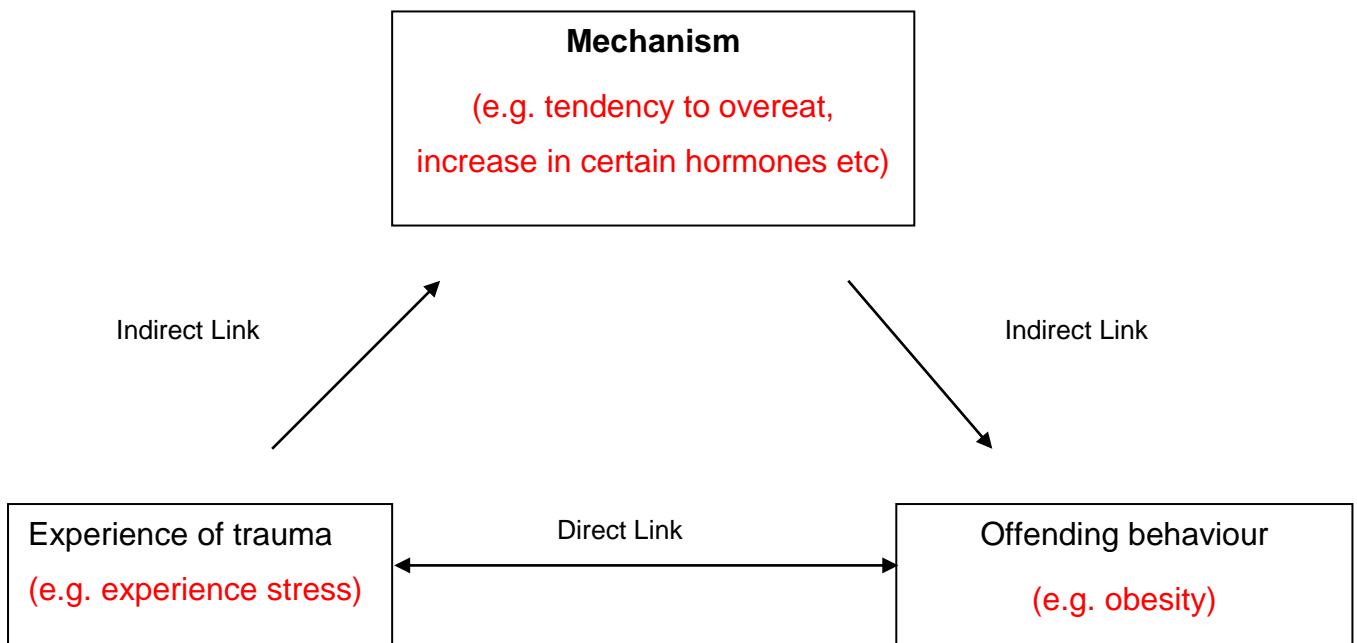 Mechanism
(e.g. tendency to overeat,
increase in certain hormones etc)
Indirect Link
Indirect Link
Experience of trauma
(e.g. experience stress)
Direct Link
Offending behaviour
(e.g. obesity)